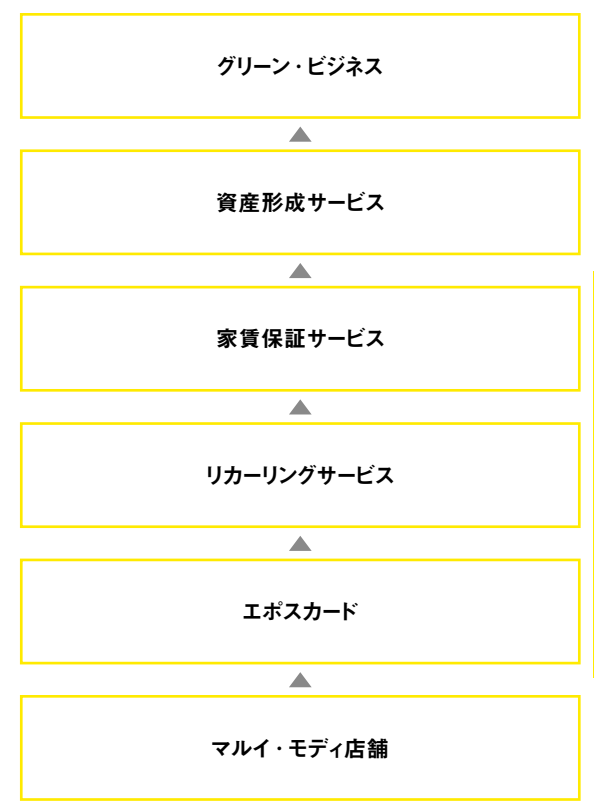 グリーン・ビジネス
資産形成サービス
家賃保証サービス
リカーリングサービス
エポスカード
マルイ・モディ店舗